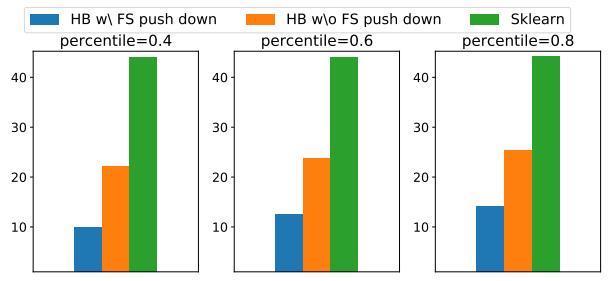 HB w\ FS push down HB w\o FS push down Sklearn
percentile=0.4 percentile=0.6 percentile=0.8
40 40 40
30 30 30
20 20 20
10 10 10